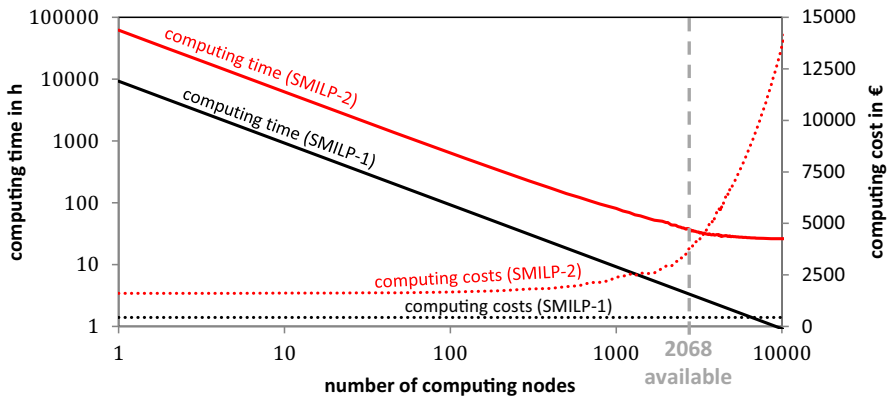 100000
10000
1000
100
10
1
computing time in h
15000
12500
10000
7500
5000
2500
0
computing cost in €
computing time (SMILP-2)
computing time (SMILP-1)
computing costs (SMILP-2)
computing costs (SMILP-1)
1
10
100
1000
10000
2068
available
number of computing nodes